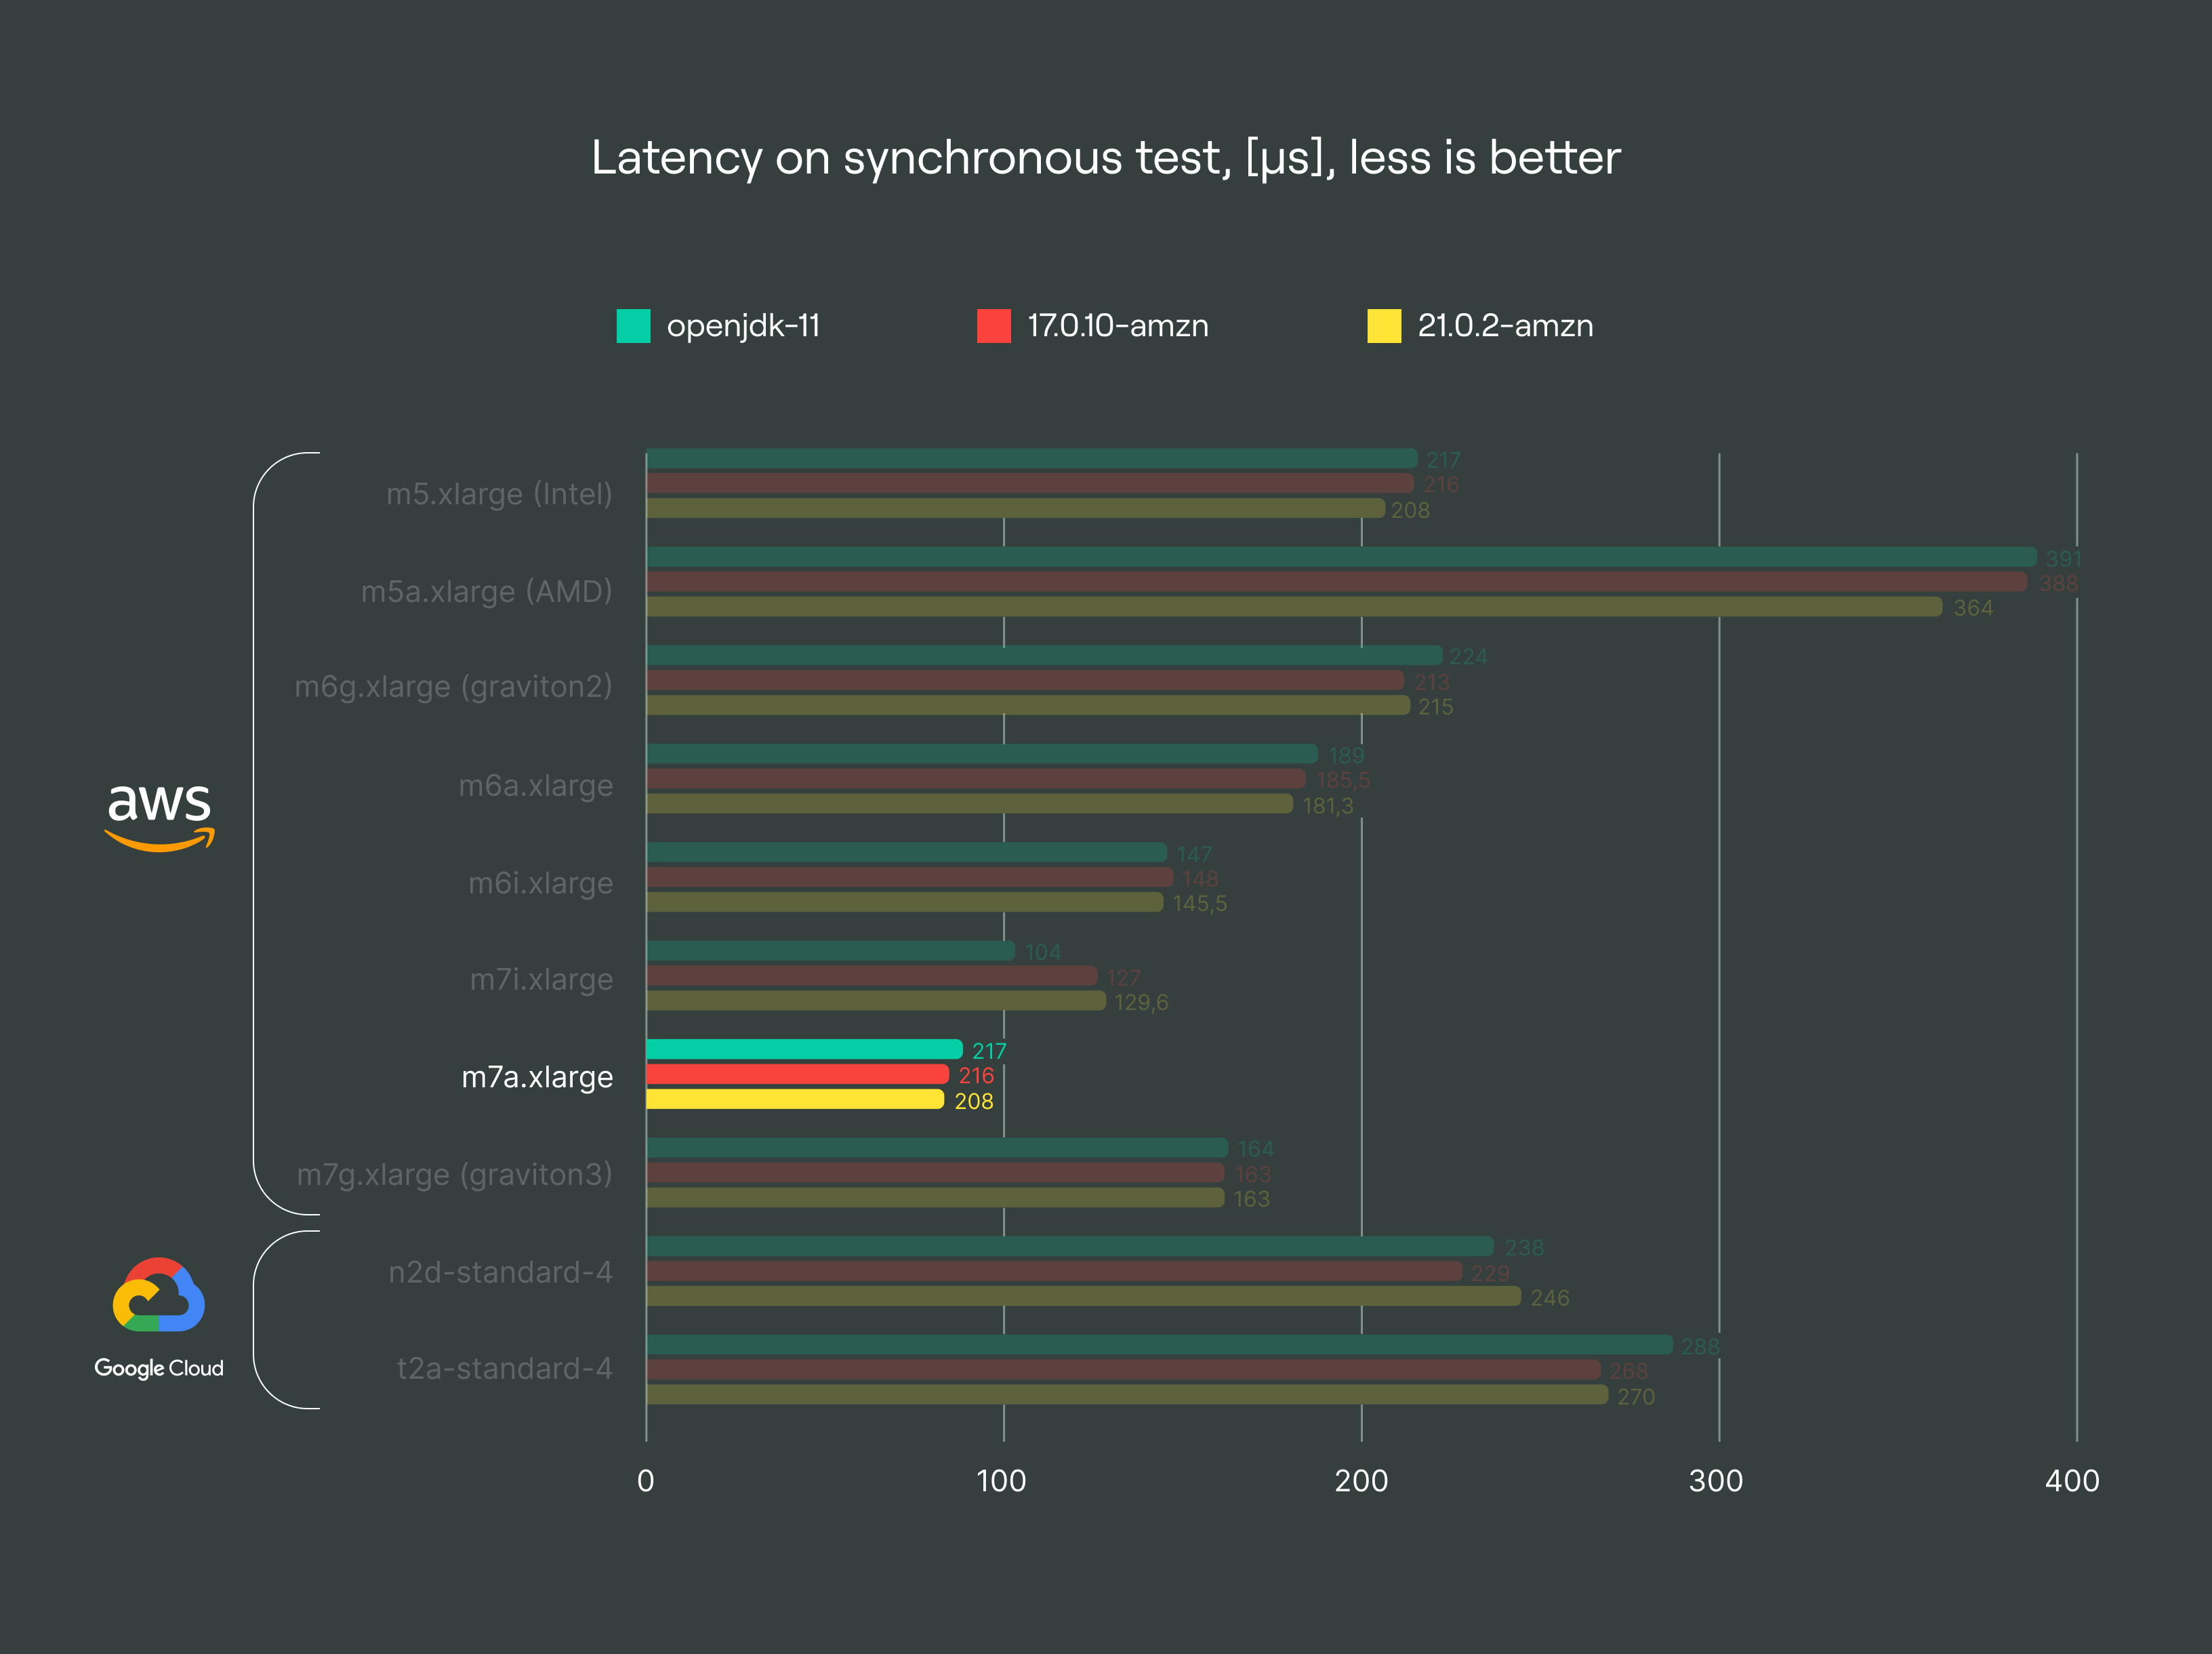 Latency on synchronous test, [μs], less is better
openjdk-11
17.0.10-amzn
21.0.2-amzn
aws
m5.xlarge (Intel)
217
216
208
m5a.xlarge (AMD)
391
388
364
m6g.xlarge (graviton2)
224
213
215
m6a.xlarge
189
185,5
181,3
m6i.xlarge
147
148
145,5
m7i.xlarge
104
127
129,6
m7a.xlarge
217
216
208
m7g.xlarge (graviton3)
164
163
163
Google Cloud
n2d-standard-4
238
229
246
t2a-standard-4
288
268
270
0
100
200
300
400